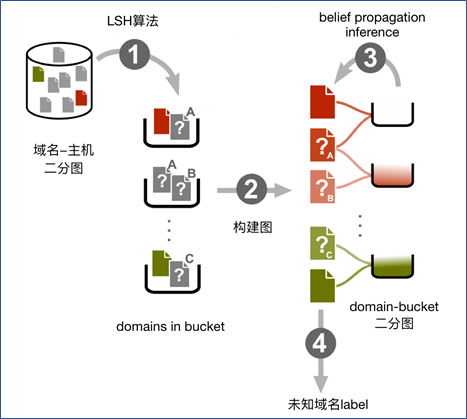 LSH算法
belief propagation
inference
1
3
域名-主机
二分图
?
A
?
A
?
B
2
构建图
?
A
?
B
?
C
?
C
domains in bucket
domain-bucket
二分图
4
未知域名label